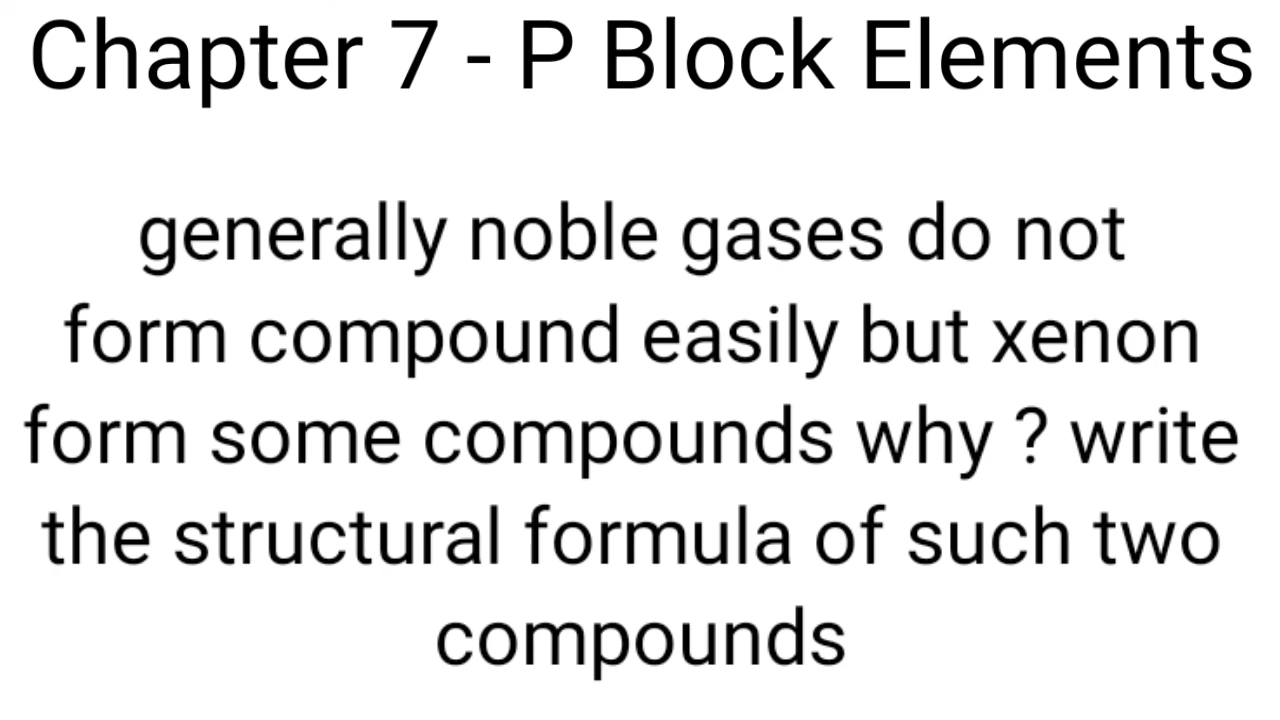 Chapter 7 - P Block Elements
generally noble gases do not
form compound easily but xenon
form some compounds why ? write
the structural formula of such two
compounds